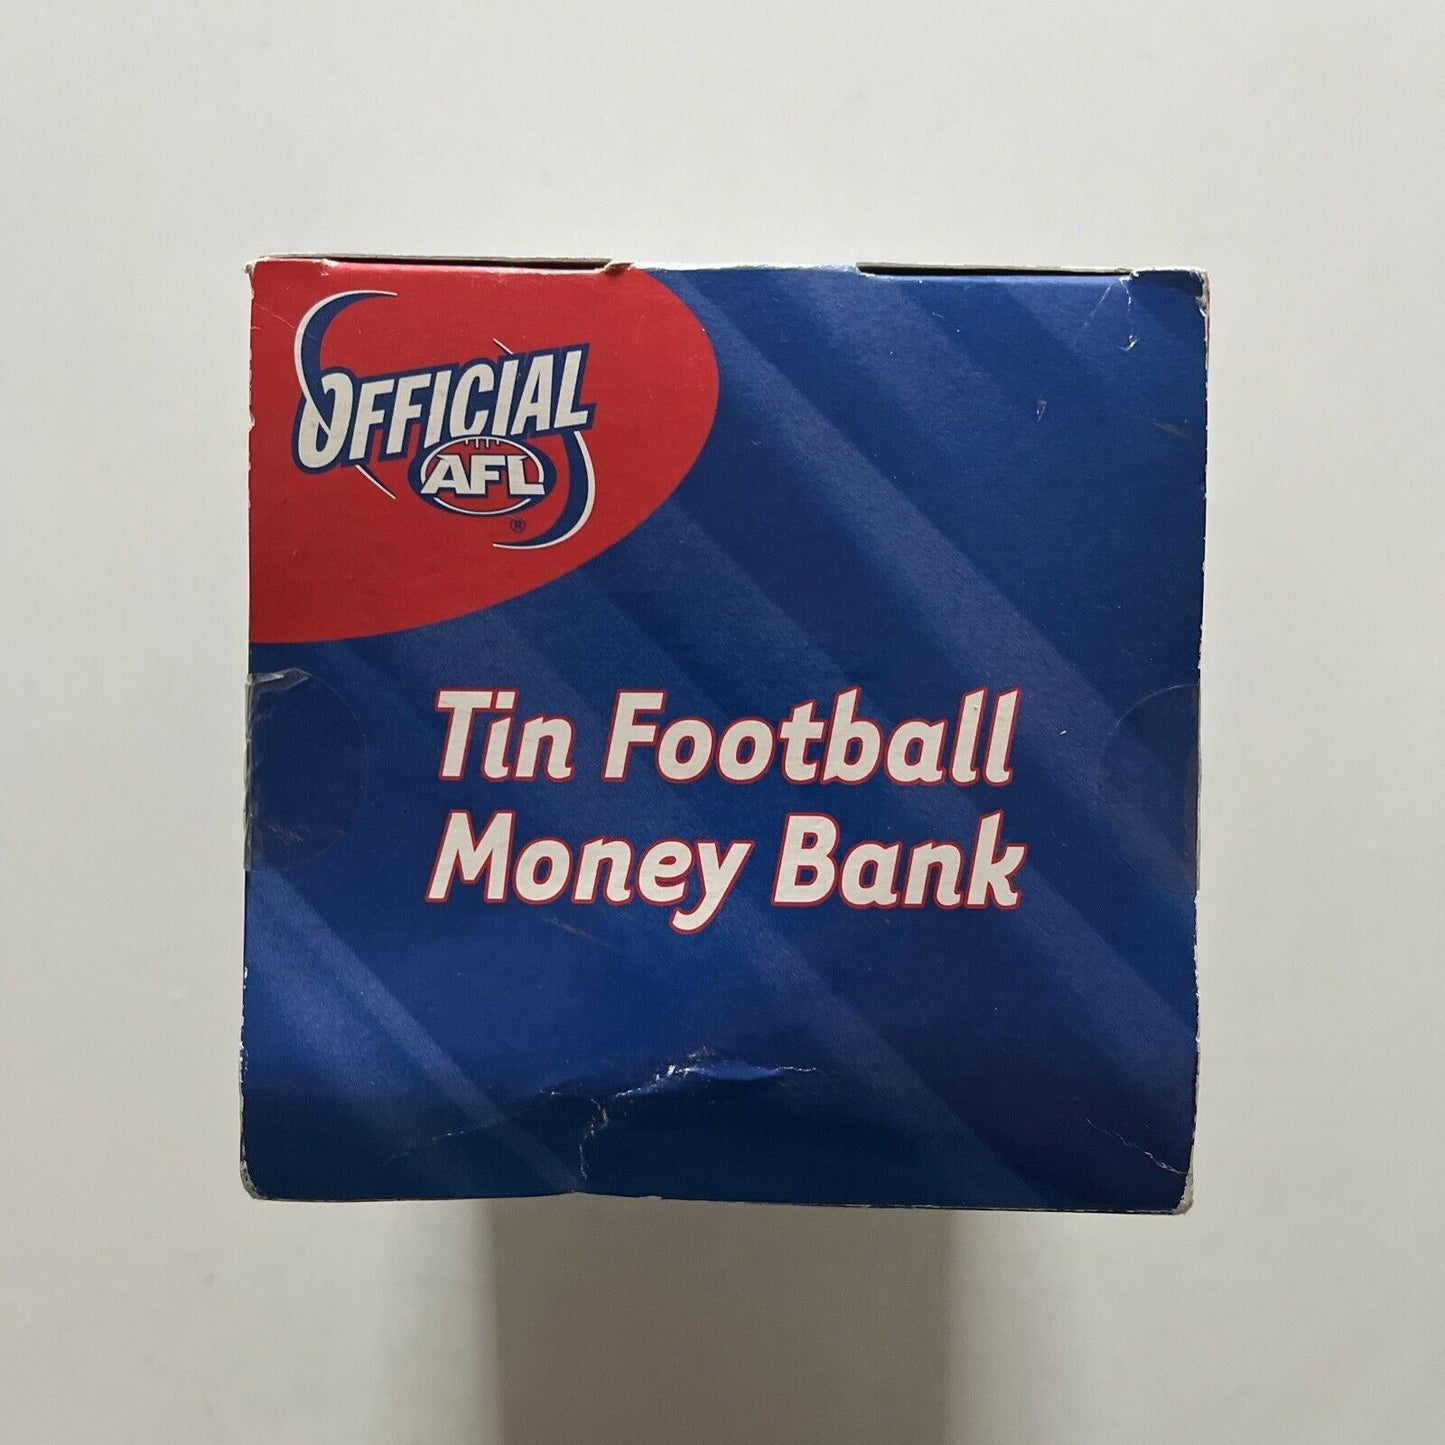 OFFICIAL
AFL
®
Tin Football
Money Bank